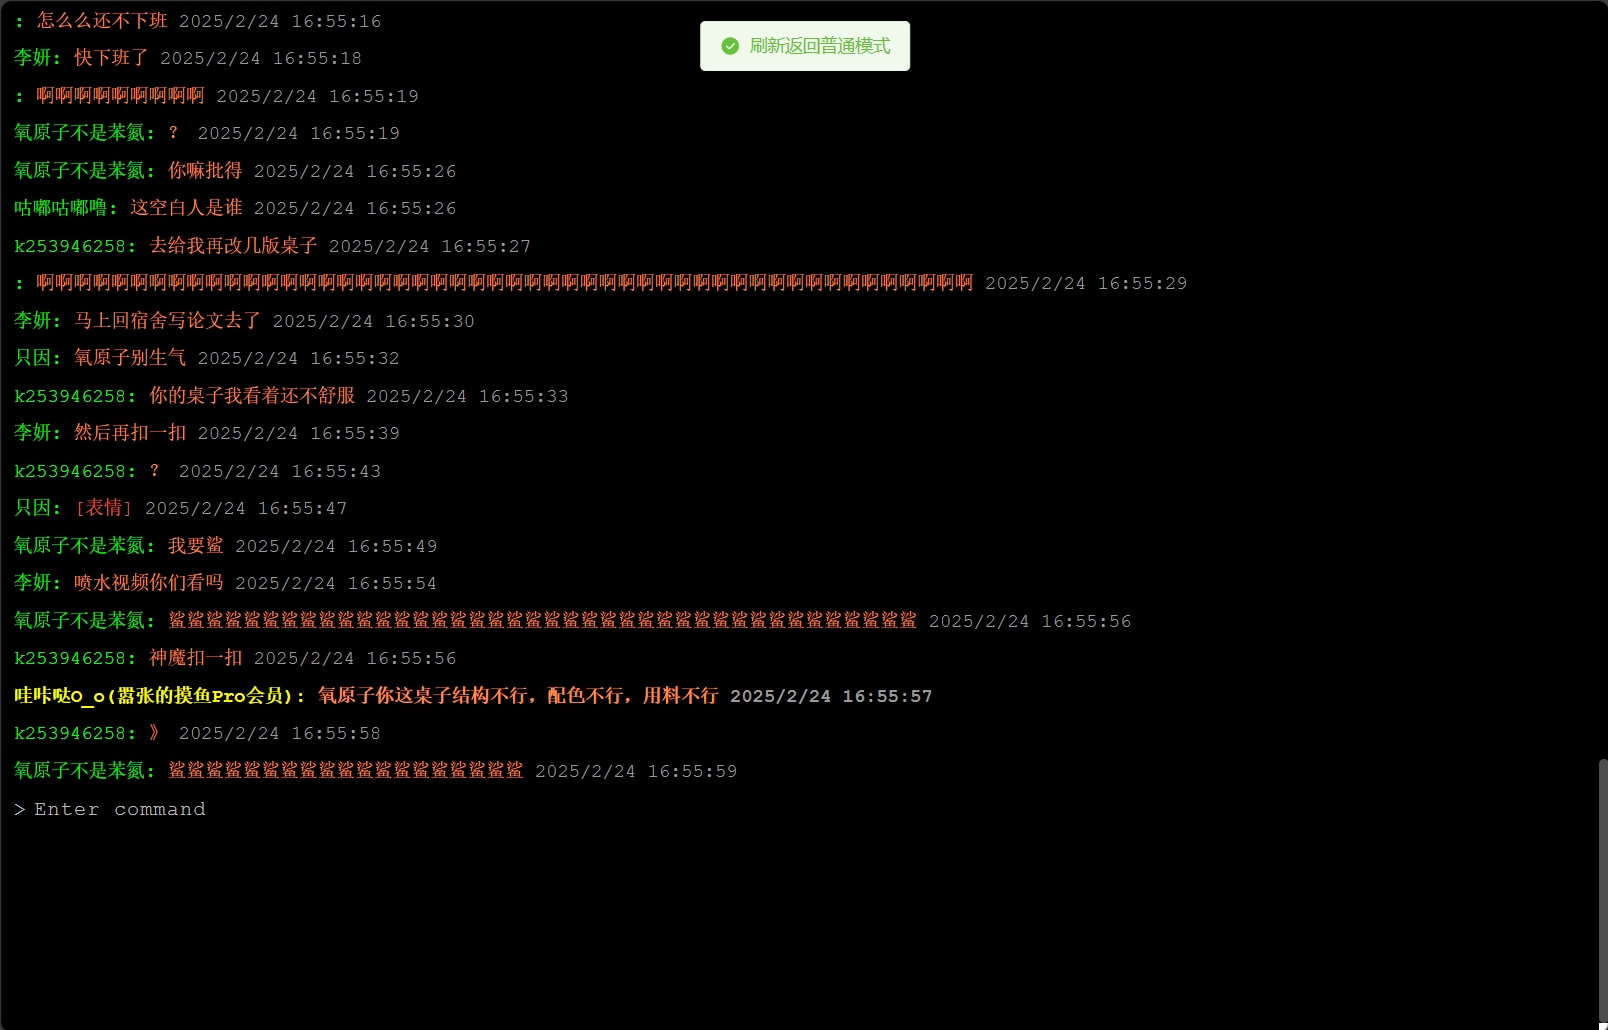 : 怎么么还不下班 2025/2/24 16:55:16
刷新返回普通模式
李妍: 快下班了 2025/2/24 16:55:18
: 啊啊啊啊啊啊啊啊啊 2025/2/24 16:55:19
氧原子不是苯氮: ？ 2025/2/24 16:55:19
氧原子不是苯氮: 你嘛批得 2025/2/24 16:55:26
咕嘟咕嘟噜: 这空白人是谁 2025/2/24 16:55:26
k253946258: 去给我再改几版桌子 2025/2/24 16:55:27
: 啊啊啊啊啊啊啊啊啊啊啊啊啊啊啊啊啊啊啊啊啊啊啊啊啊啊啊啊啊啊啊啊啊啊啊啊啊啊啊啊啊啊啊啊啊啊啊啊啊啊 2025/2/24 16:55:29
李妍: 马上回宿舍写论文去了 2025/2/24 16:55:30
只因: 氧原子别生气 2025/2/24 16:55:32
k253946258: 你的桌子我看着还不舒服 2025/2/24 16:55:33
李妍: 然后再扣一扣 2025/2/24 16:55:39
k253946258: ？ 2025/2/24 16:55:43
只因: [表情] 2025/2/24 16:55:47
氧原子不是苯氮: 我要鲨 2025/2/24 16:55:49
李妍: 喷水视频你们看吗 2025/2/24 16:55:54
氧原子不是苯氮: 鲨鲨鲨鲨鲨鲨鲨鲨鲨鲨鲨鲨鲨鲨鲨鲨鲨鲨鲨鲨鲨鲨鲨鲨鲨鲨鲨鲨鲨鲨鲨鲨鲨鲨鲨鲨鲨鲨鲨鲨 2025/2/24 16:55:56
k253946258: 神魔扣一扣 2025/2/24 16:55:56
哇咔哒O_o(嚣张的摸鱼Pro会员): 氧原子你这桌子结构不行，配色不行，用料不行 2025/2/24 16:55:57
k253946258: 》 2025/2/24 16:55:58
氧原子不是苯氮: 鲨鲨鲨鲨鲨鲨鲨鲨鲨鲨鲨鲨鲨鲨鲨鲨鲨鲨鲨 2025/2/24 16:55:59
> Enter command